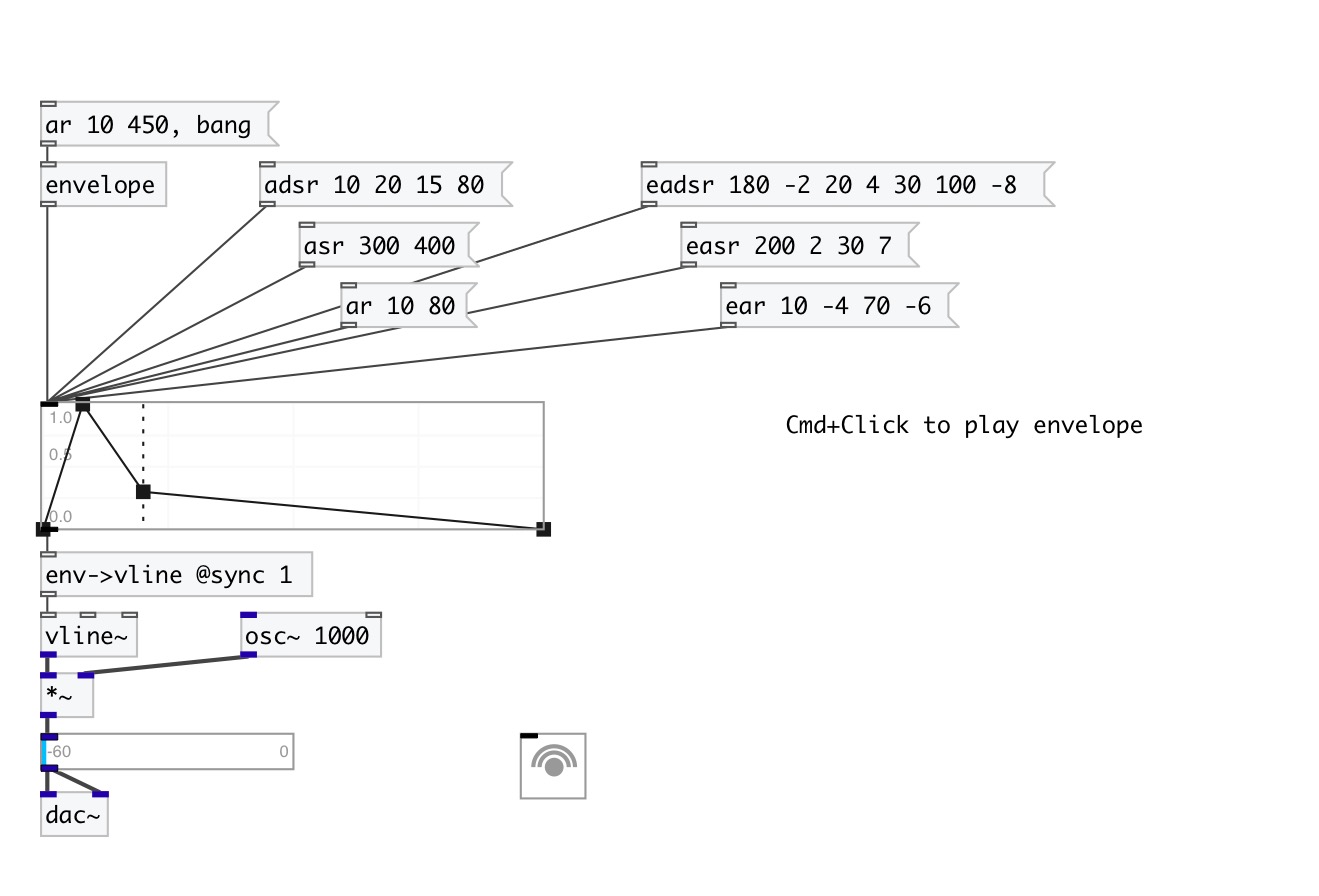 ar 10 450, bang
envelope
adsr 10 20 15 80
eadsr 180 -2 20 4 30 100 -8
asr 300 400
easr 200 2 30 7
ar 10 80
ear 10 -4 70 -6
1.0
0.5
0.0
Cmd+Click to play envelope
env->vline @sync 1
vline~
osc~ 1000
*~
-60 0
dac~